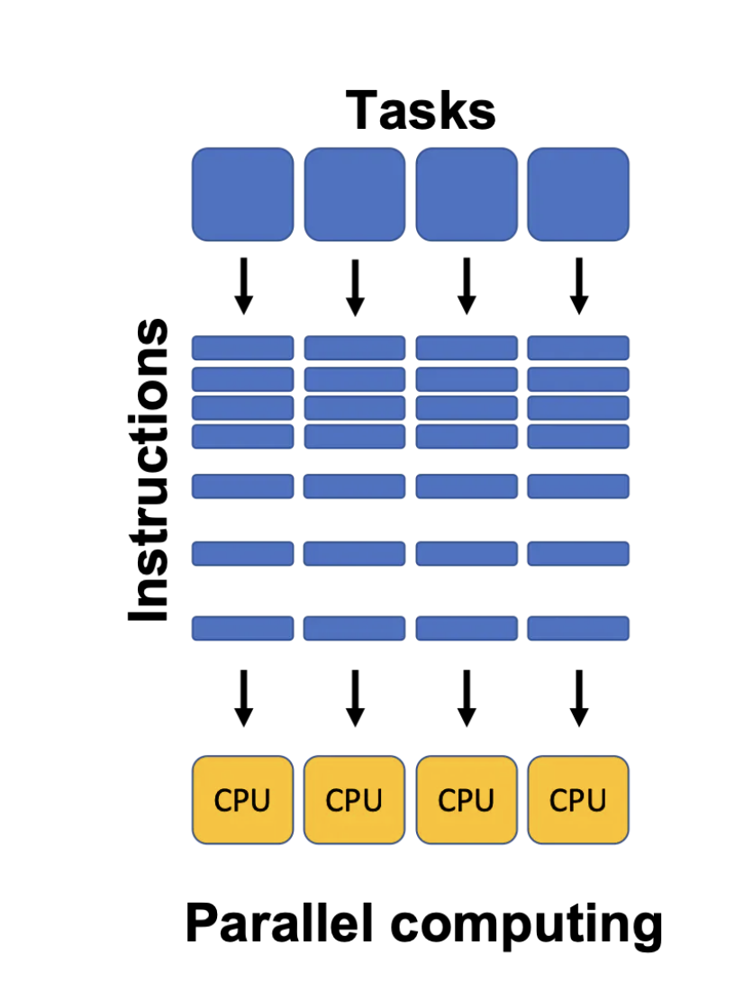 Tasks
Instructions
CPU CPU CPU CPU
Parallel computing